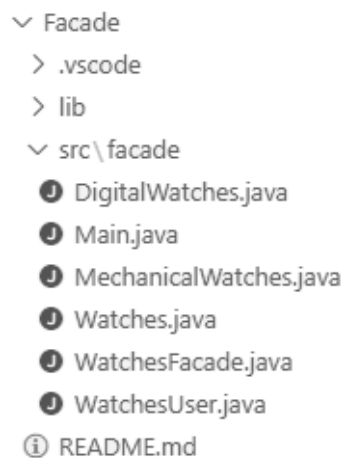 Facade
.vscode
lib
src\facade
J DigitalWatches.java
J Main.java
J MechanicalWatches.java
J Watches.java
J WatchesFacade.java
J WatchesUser.java
README.md